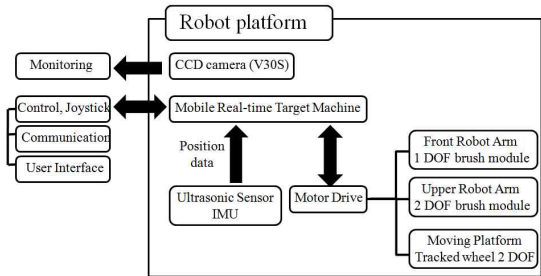 Robot platform
Monitoring
CCD camera (V30S)
Control, Joystick
Mobile Real-time Target Machine
Communication
User Interface
Position
data
Ultrasonic Sensor
IMU
Motor Drive
Front Robot Arm
1 DOF brush module
Upper Robot Arm
2 DOF brush module
Moving Platform
Tracked wheel 2 DOF